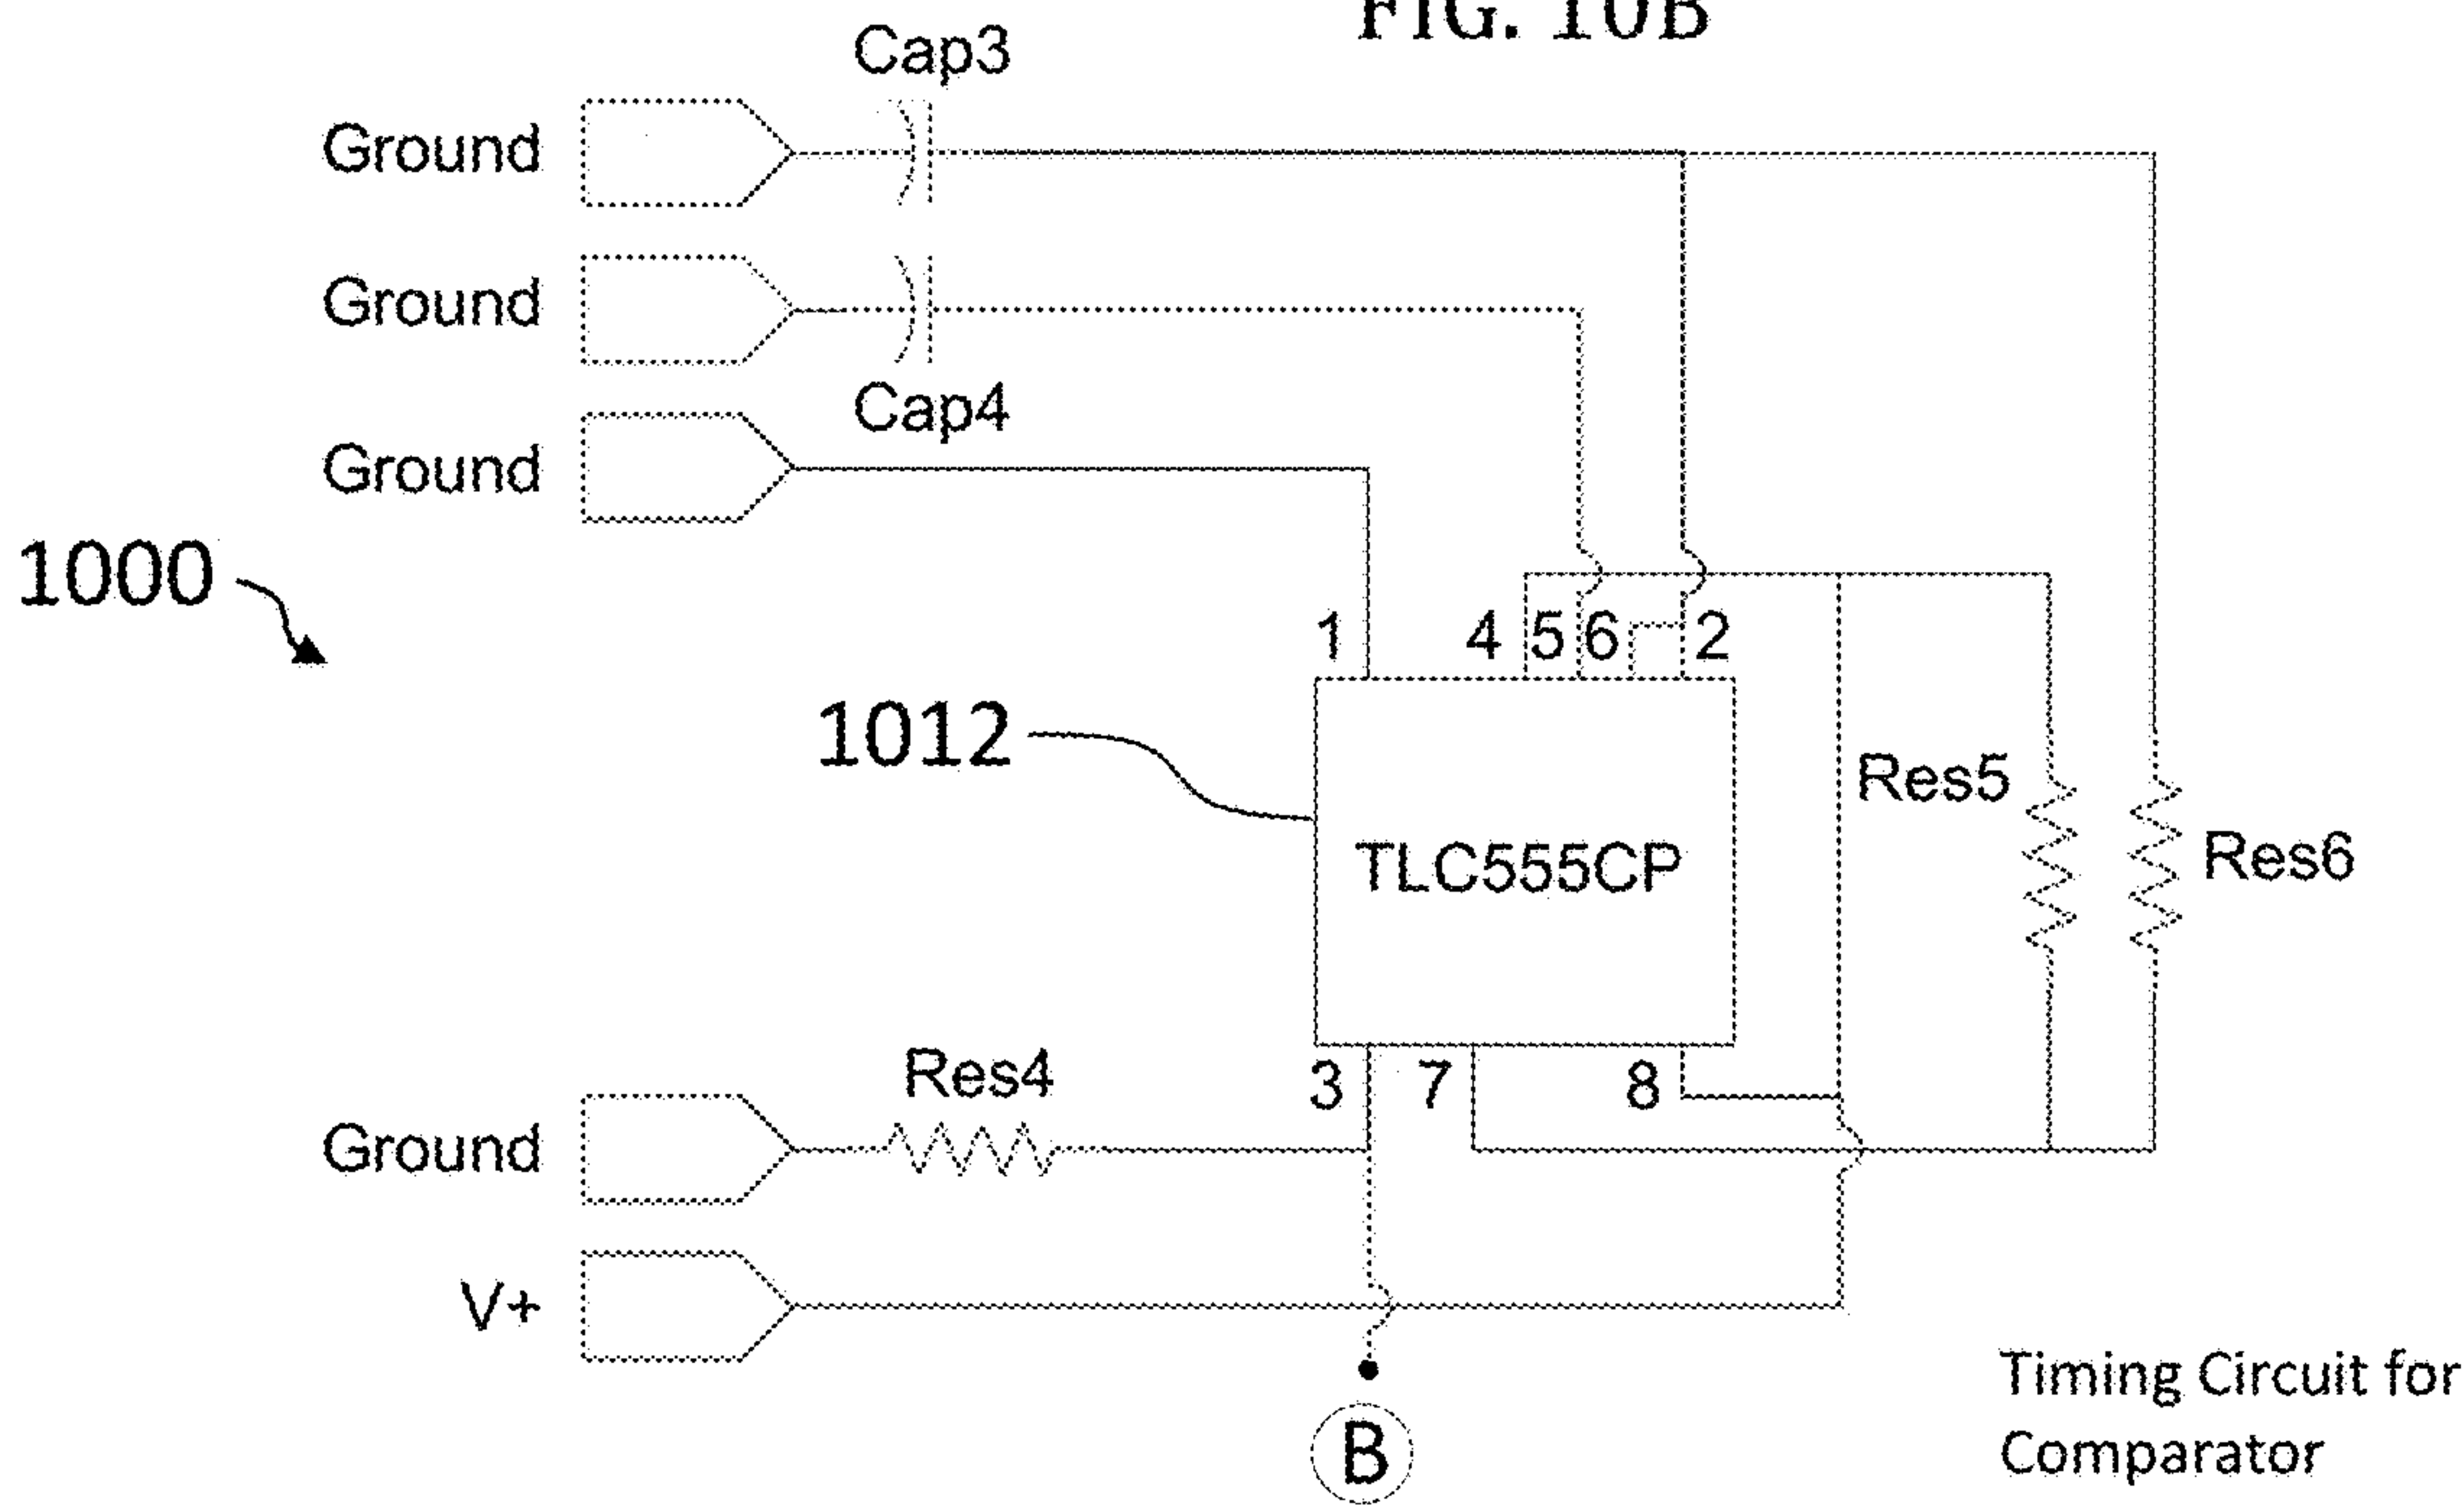 FIG. 10B
Cap3
Ground
Ground
Cap4
Ground
1000
1 4 5 6 2
1012
Res5
TLC555CP
Res6
3 7 8
Res4
Ground
V+
B
Timing Circuit for
Comparator